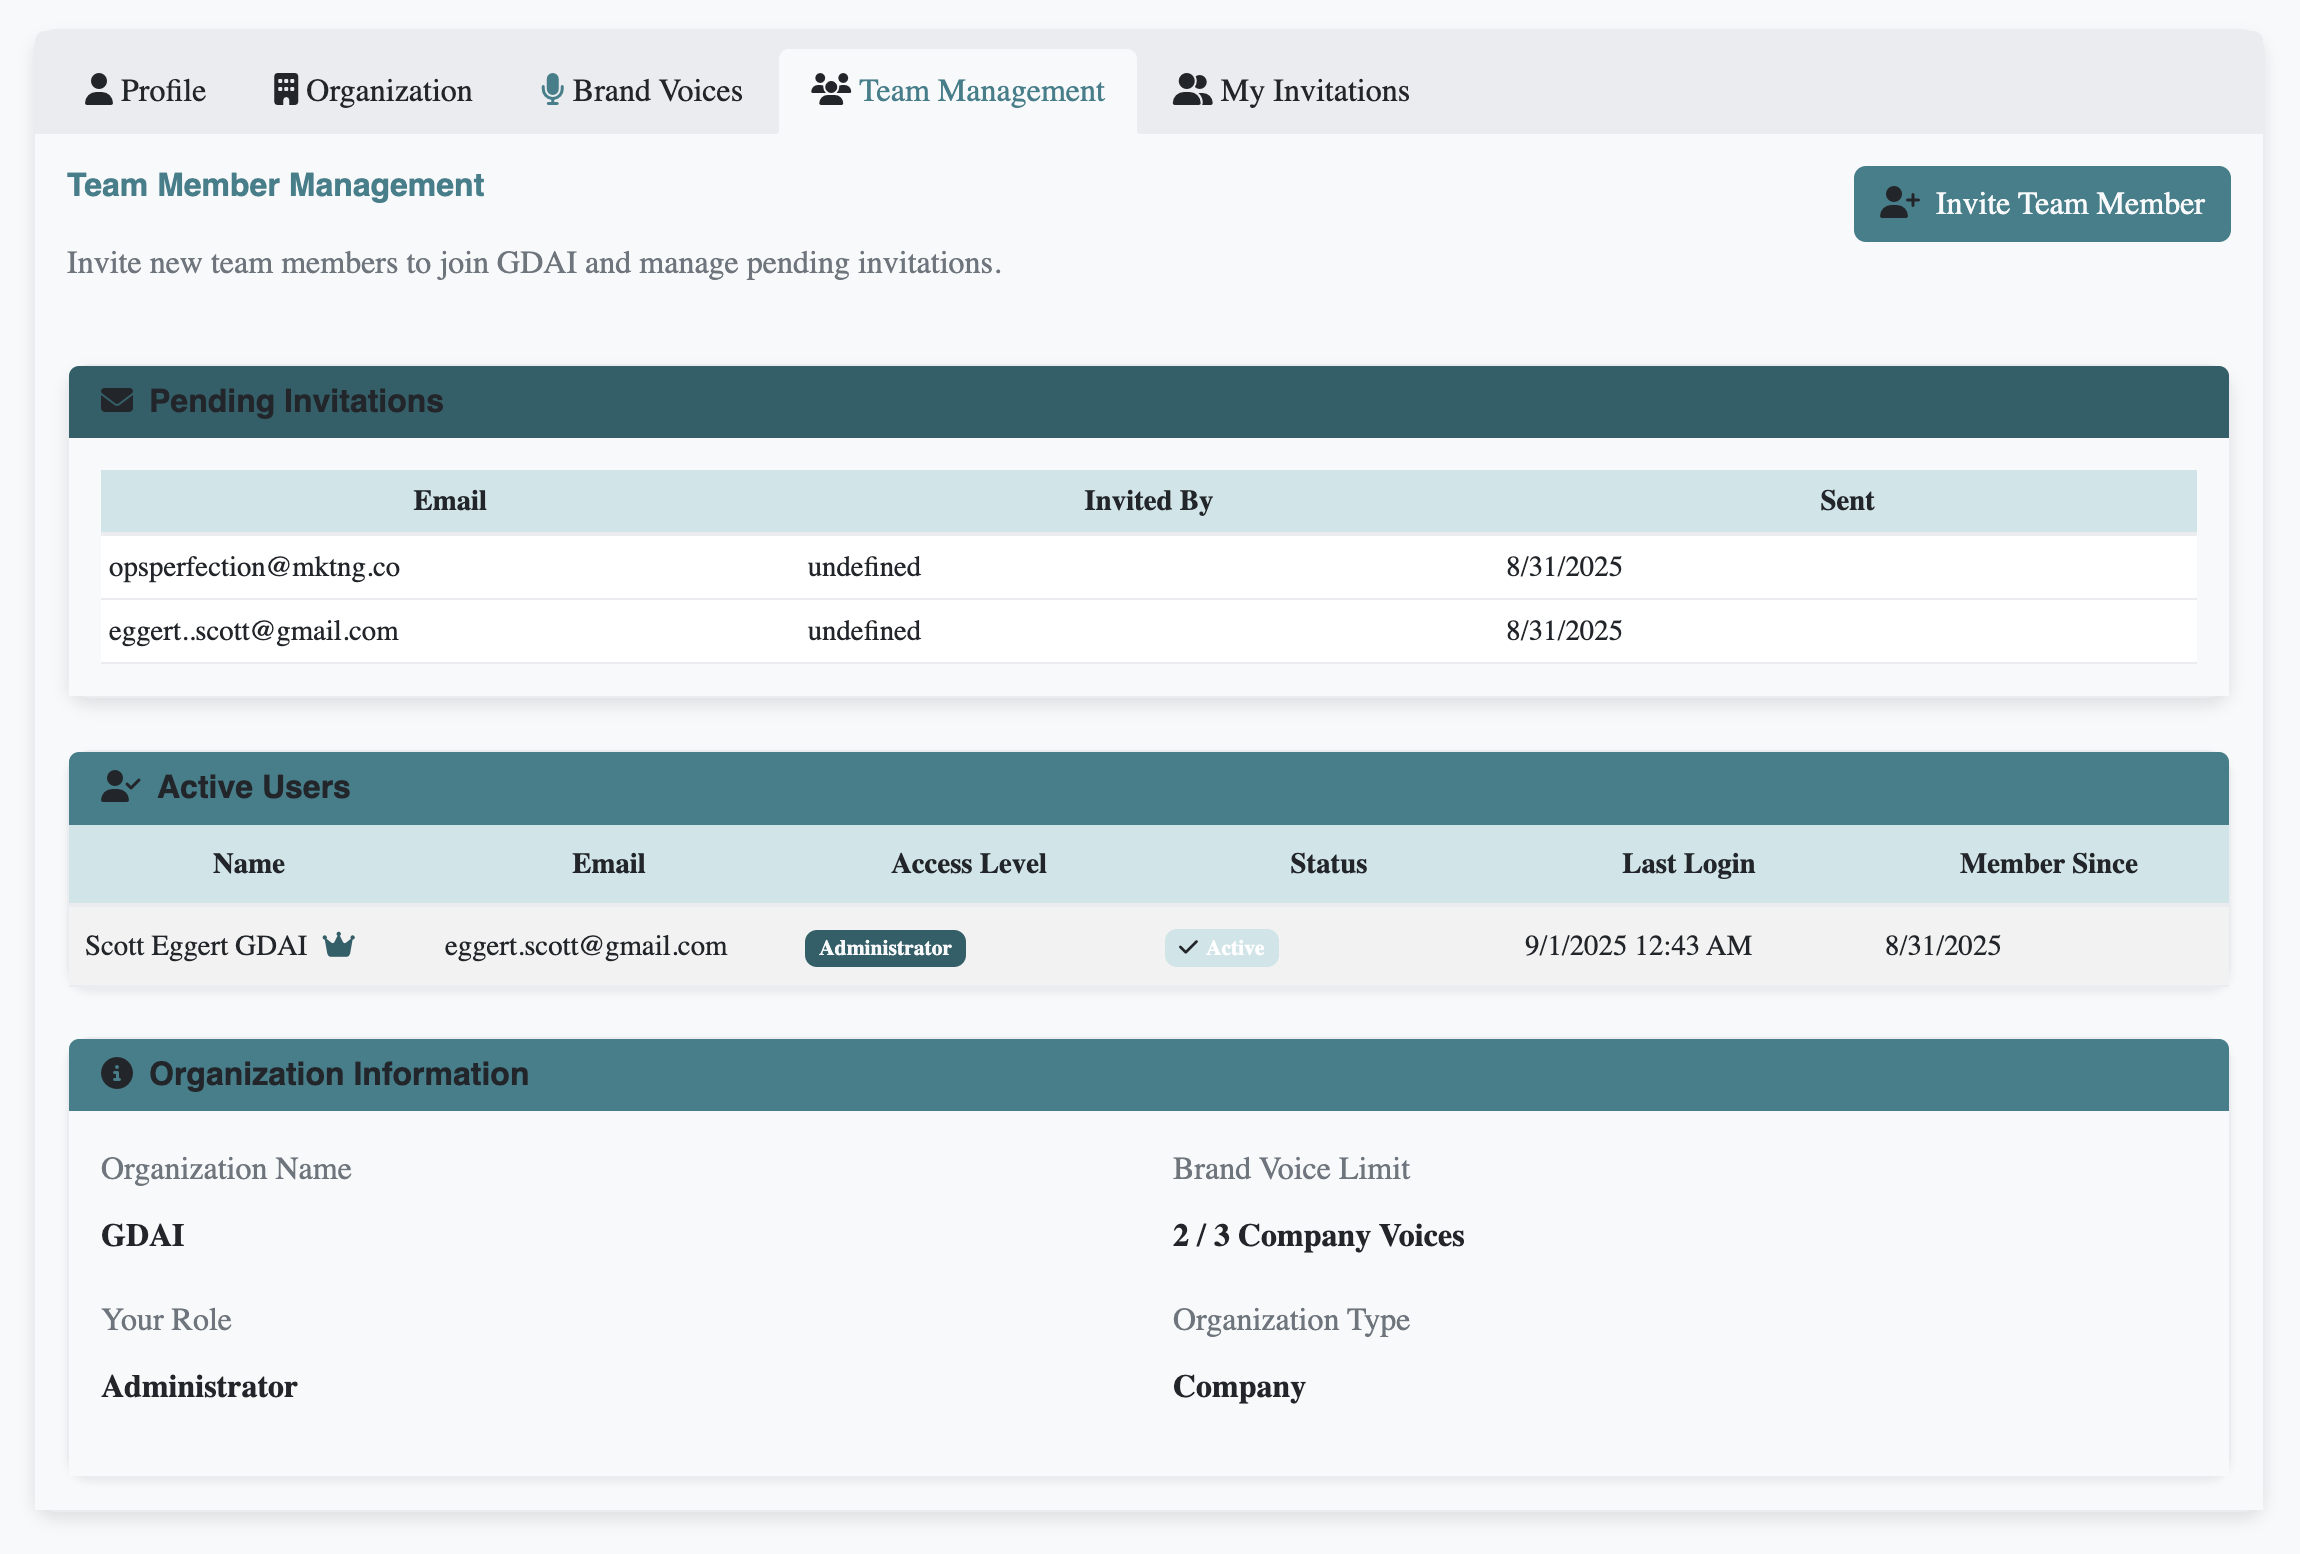 Profile Organization Brand Voices Team Management My Invitations
Team Member Management
Invite Team Member
Invite new team members to join GDAI and manage pending invitations.
Pending Invitations
Email Invited By Sent
opsperfection@mktng.co undefined 8/31/2025
eggert..scott@gmail.com undefined 8/31/2025
Active Users
Name Email Access Level Status Last Login Member Since
Scott Eggert GDAI eggert.scott@gmail.com Administrator Active 9/1/2025 12:43 AM 8/31/2025
Organization Information
Organization Name Brand Voice Limit
GDAI 2 / 3 Company Voices
Your Role Organization Type
Administrator Company